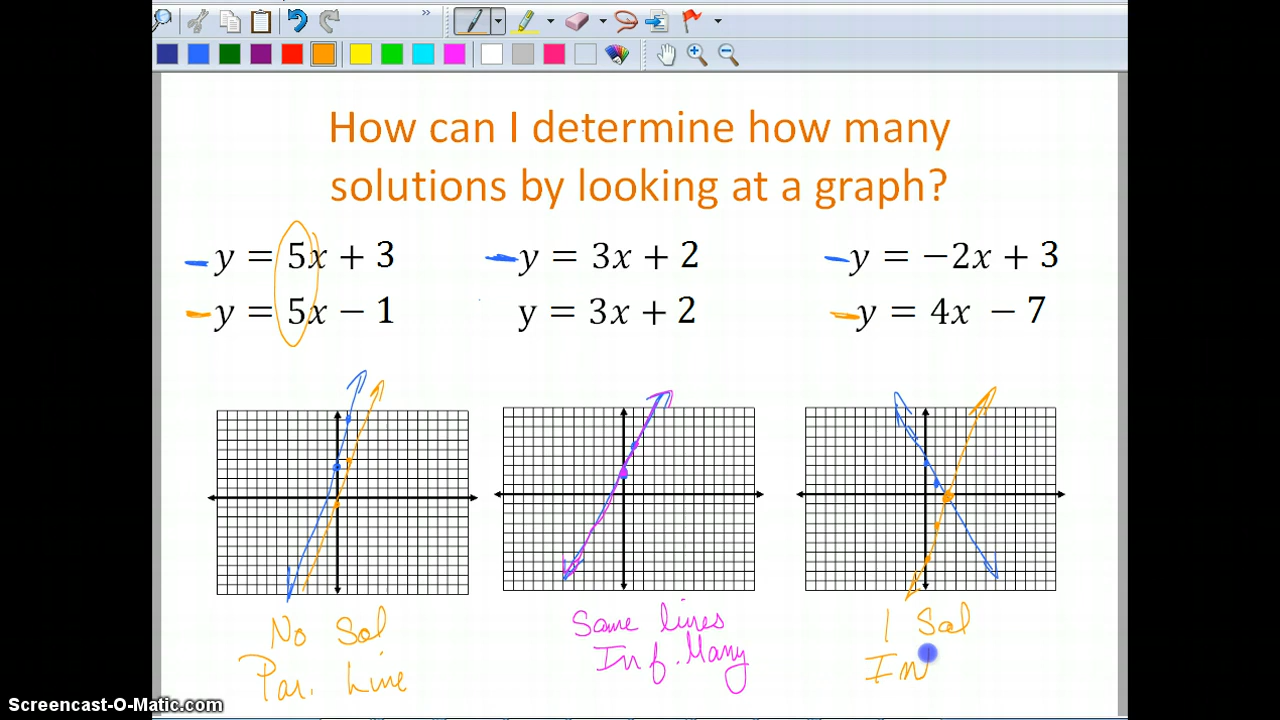 How can I determine how many
solutions by looking at a graph?
y = 5x + 3
y = 5x − 1
y = 3x + 2
y = 3x + 2
y = −2x + 3
y = 4x − 7
No Sol
Par. Line
Same lines
Inf. Many
1 Sol
In
Screencast-O-Matic.com